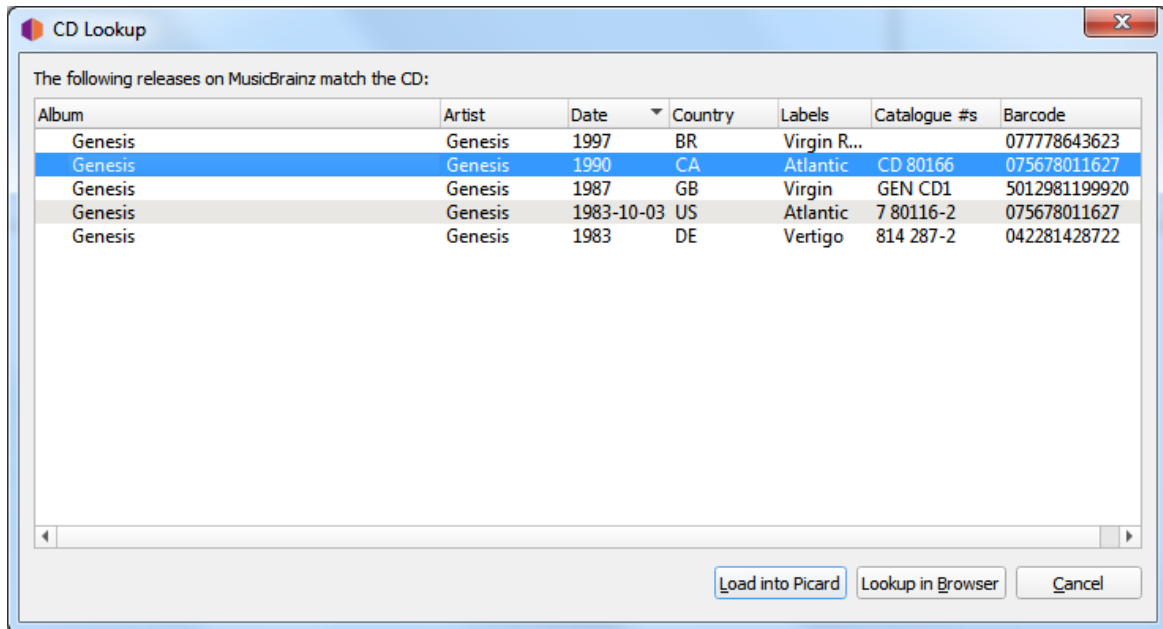 CD Lookup
The following releases on MusicBrainz match the CD:
Album Artist Date Country Labels Catalogue #s Barcode
Genesis Genesis 1997 BR Virgin R... 077778643623
Genesis Genesis 1990 CA Atlantic CD 80166 075678011627
Genesis Genesis 1987 GB Virgin GEN CD1 5012981199920
Genesis Genesis 1983-10-03 US Atlantic 7 80116-2 075678011627
Genesis Genesis 1983 DE Vertigo 814 287-2 042281428722
Load into Picard Lookup in Browser Cancel